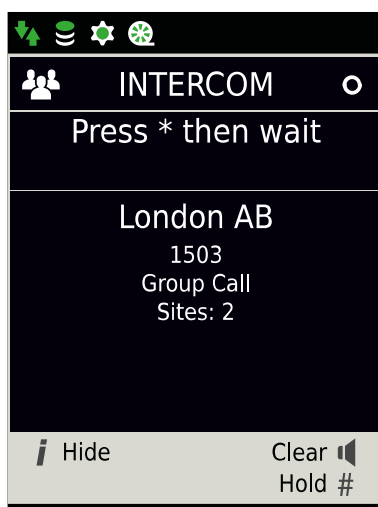 INTERCOM
Press * then wait
London AB
1503
Group Call
Sites: 2
i Hide
Clear
Hold #